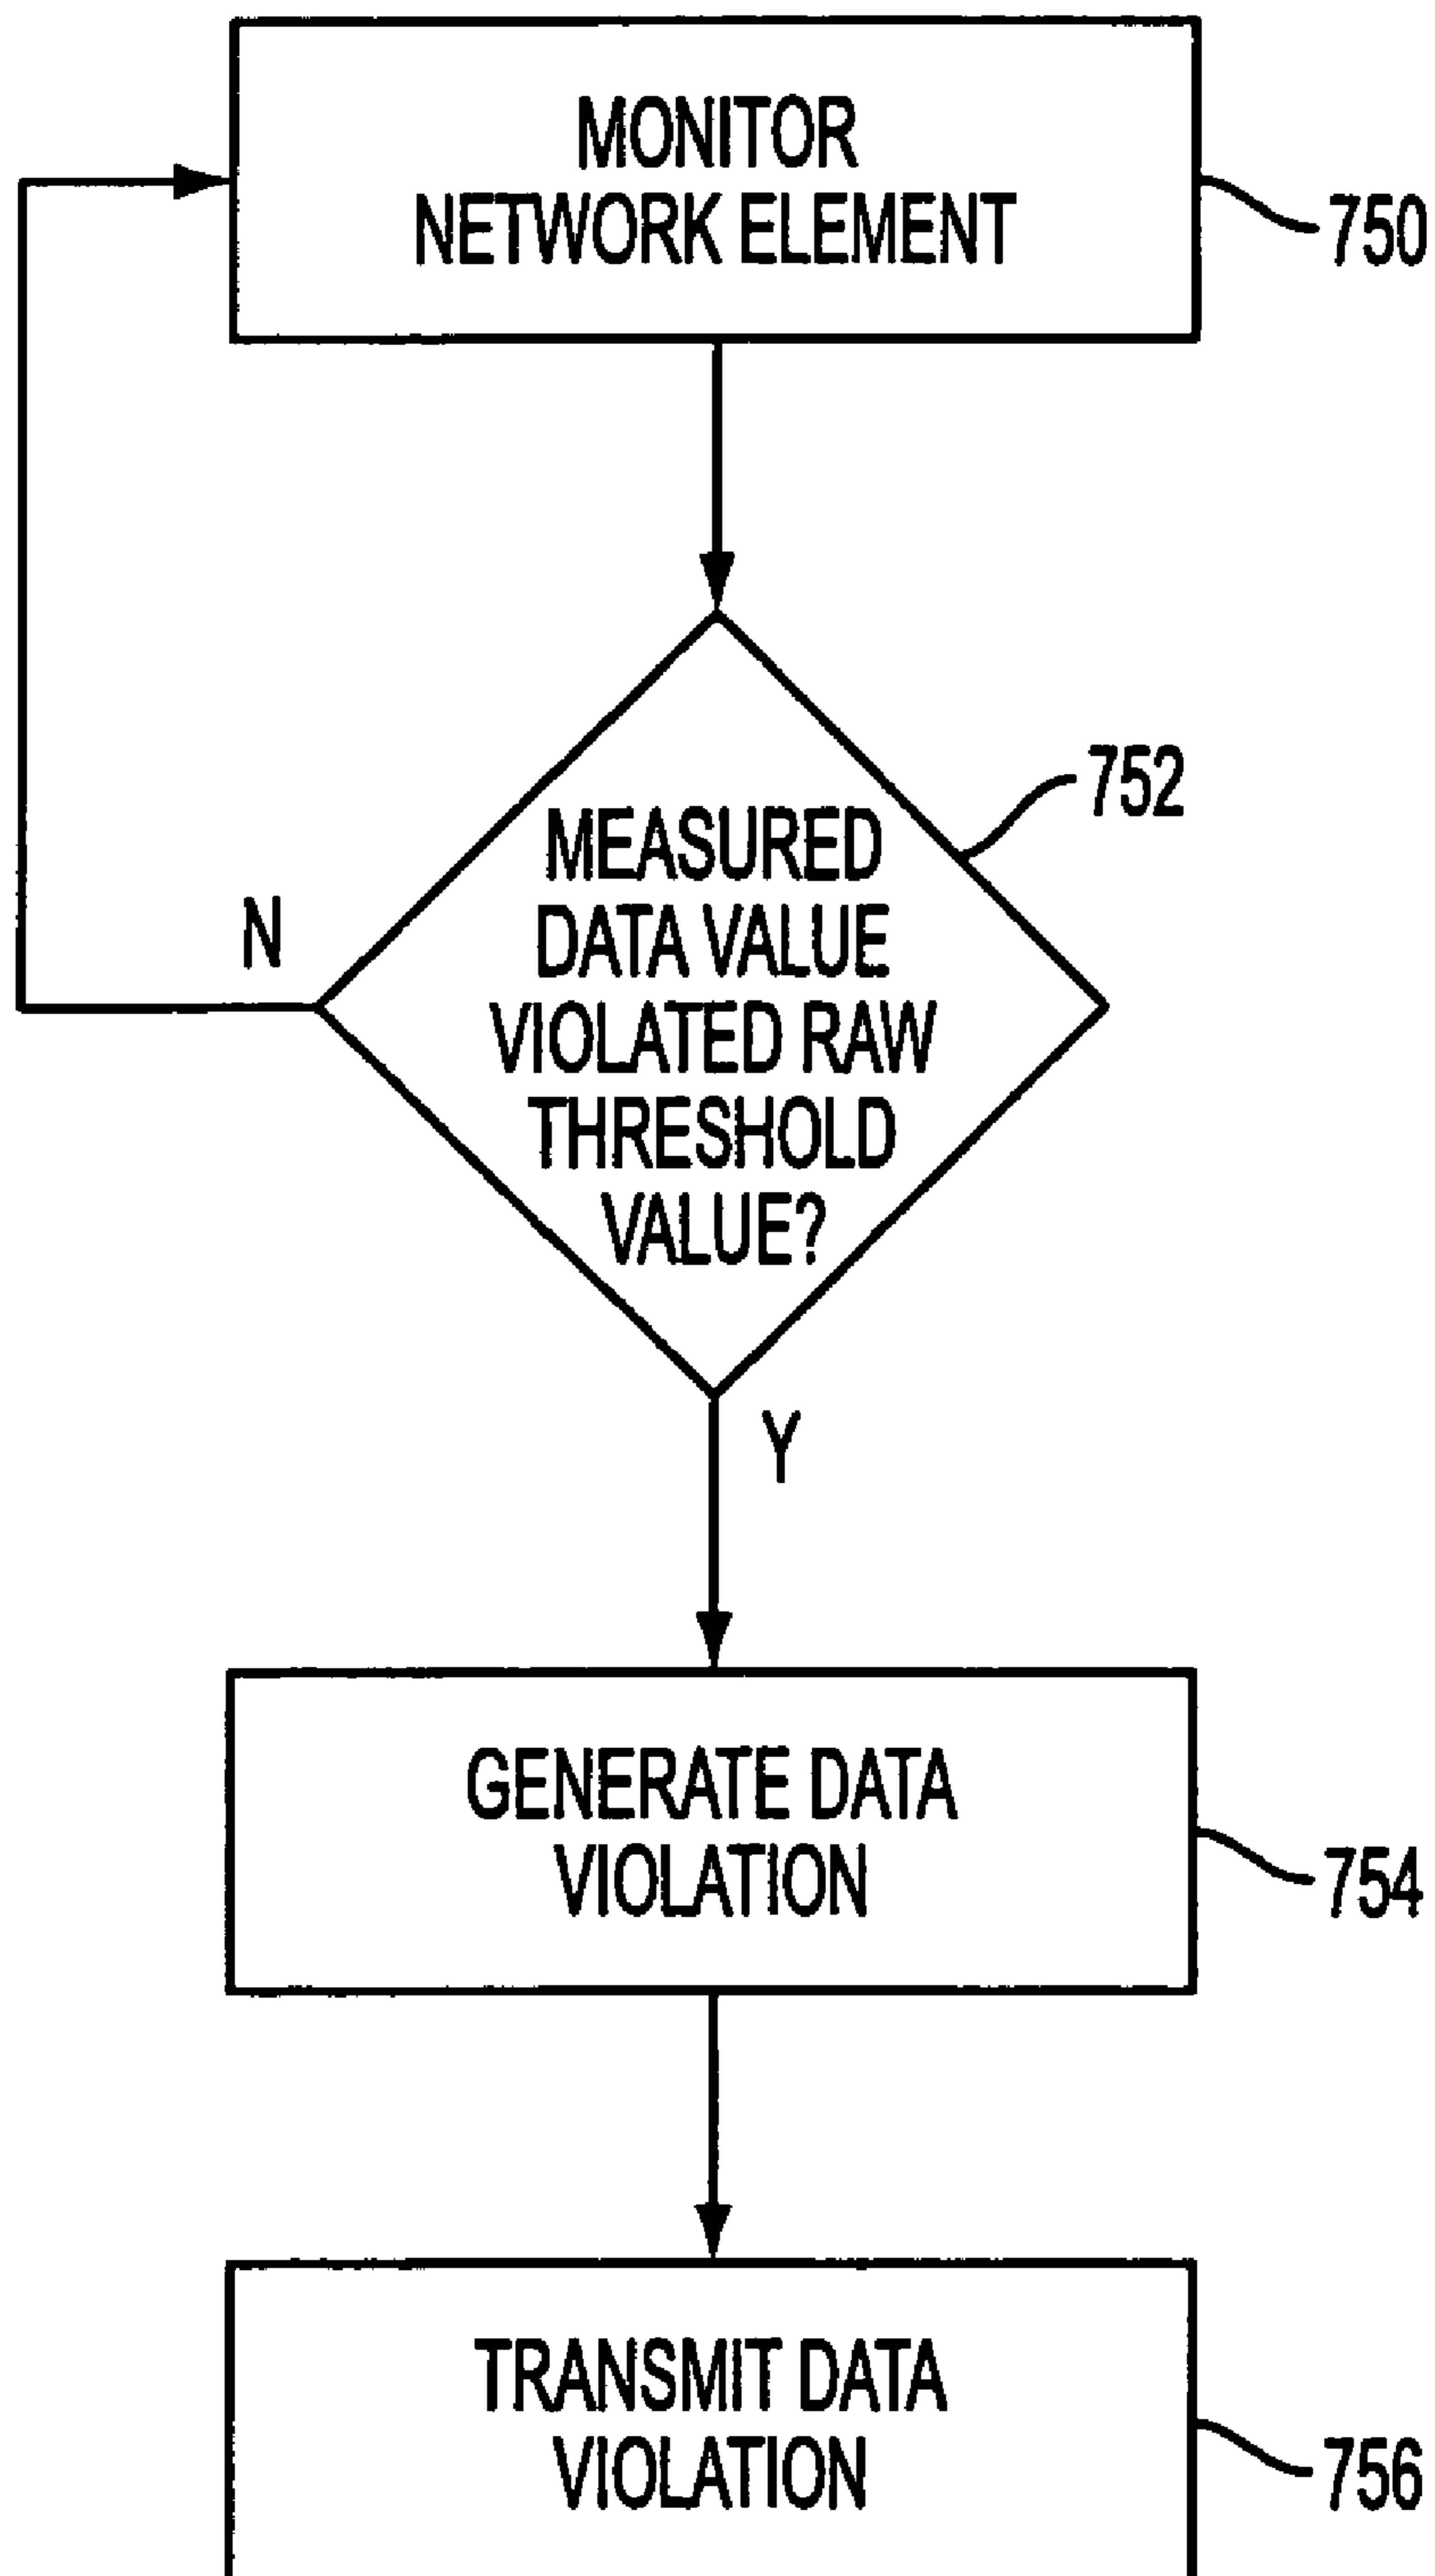 MONITOR
NETWORK ELEMENT
750
752
MEASURED
DATA VALUE
VIOLATED RAW
THRESHOLD
VALUE?
N
Y
GENERATE DATA
VIOLATION
754
TRANSMIT DATA
VIOLATION
756